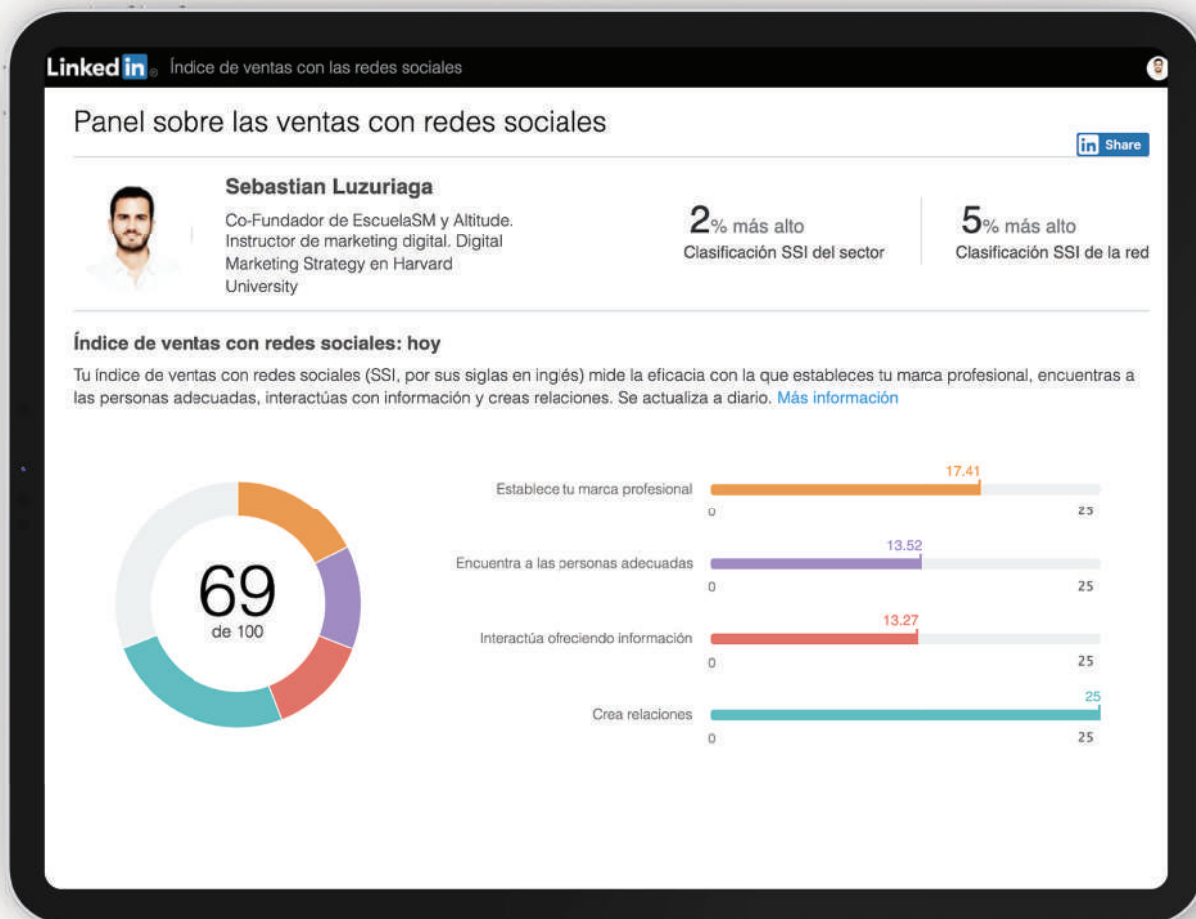 Linked in® Índice de ventas con las redes sociales
Panel sobre las ventas con redes sociales
in Share
Sebastian Luzuriaga
Co-Fundador de EscuelaSM y Altitude.
Instructor de marketing digital. Digital
Marketing Strategy en Harvard
University
2% más alto
Clasificación SSI del sector
5% más alto
Clasificación SSI de la red
Índice de ventas con redes sociales: hoy
Tu índice de ventas con redes sociales (SSI, por sus siglas en inglés) mide la eficacia con la que estableces tu marca profesional, encuentras a
las personas adecuadas, interactúas con información y creas relaciones. Se actualiza a diario. Más información
69
de 100
17.41
Establece tu marca profesional
0 25
13.52
Encuentra a las personas adecuadas
0 25
13.27
Interactúa ofreciendo información
0 25
25
Crea relaciones
0 25